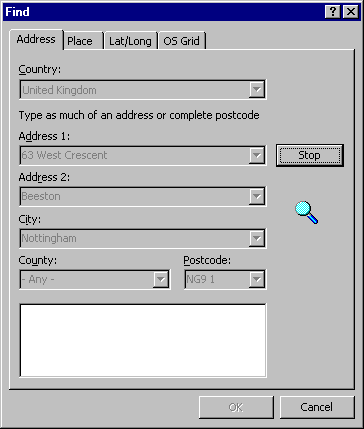 Find
Address Place Lat/Long OS Grid
Country:
United Kingdom
Type as much of an address or complete postcode
Address 1:
63 West Crescent
Stop
Address 2:
Beeston
City:
Nottingham
County: Postcode:
- Any - NG9 1
OK Cancel